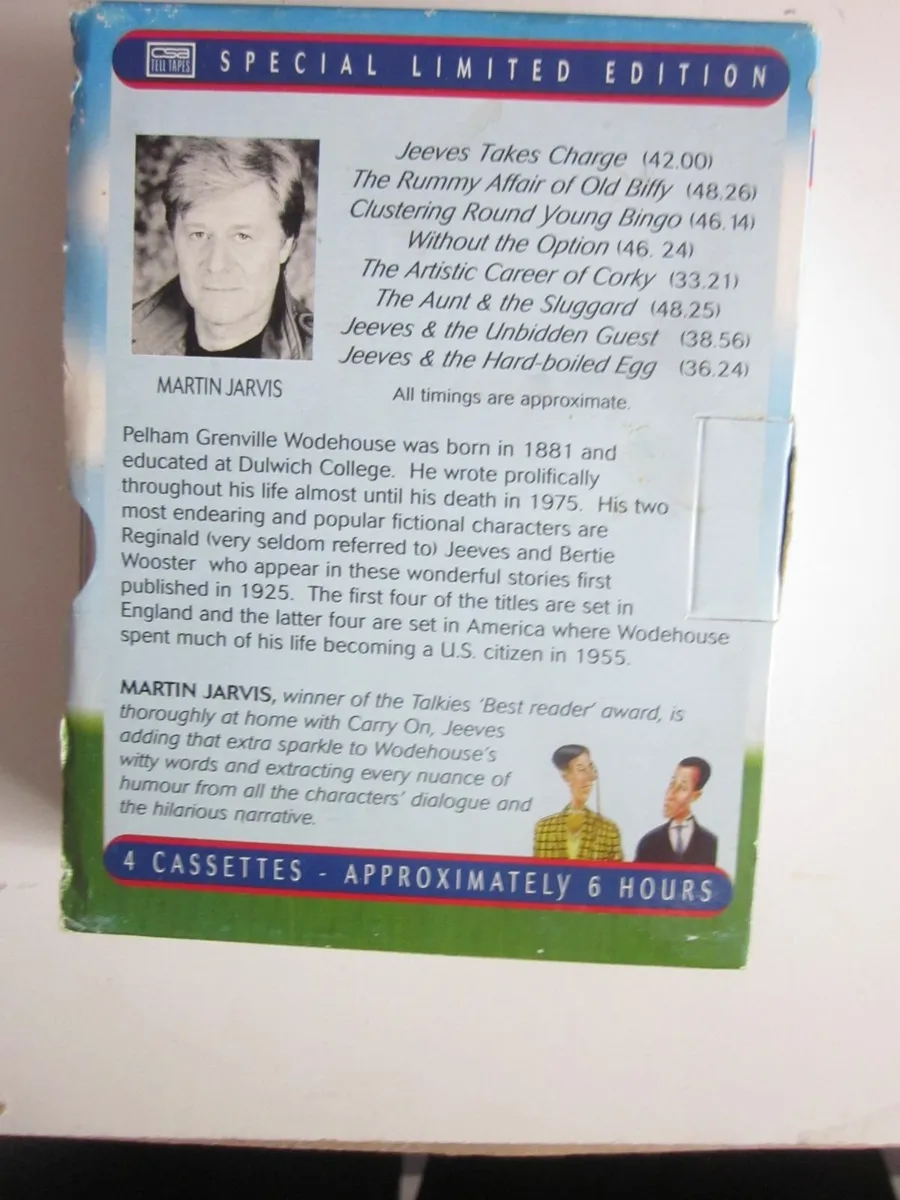 csa
TELL TAPES
SPECIAL LIMITED EDITION
Jeeves Takes Charge (42.00)
The Rummy Affair of Old Biffy (48.26)
Clustering Round Young Bingo (46.14)
Without the Option (46. 24)
The Artistic Career of Corky (33.21)
The Aunt & the Sluggard (48.25)
Jeeves & the Unbidden Guest (38.56)
Jeeves & the Hard-boiled Egg (36.24)
All timings are approximate.
MARTIN JARVIS
Pelham Grenville Wodehouse was born in 1881 and
educated at Dulwich College. He wrote prolifically
throughout his life almost until his death in 1975. His two
most endearing and popular fictional characters are
Reginald (very seldom referred to) Jeeves and Bertie
Wooster who appear in these wonderful stories first
published in 1925. The first four of the titles are set in
England and the latter four are set in America where Wodehouse
spent much of his life becoming a U.S. citizen in 1955.
MARTIN JARVIS, winner of the Talkies 'Best reader' award, is
thoroughly at home with Carry On, Jeeves
adding that extra sparkle to Wodehouse's
witty words and extracting every nuance of
humour from all the characters' dialogue and
the hilarious narrative.
4 CASSETTES - APPROXIMATELY 6 HOURS